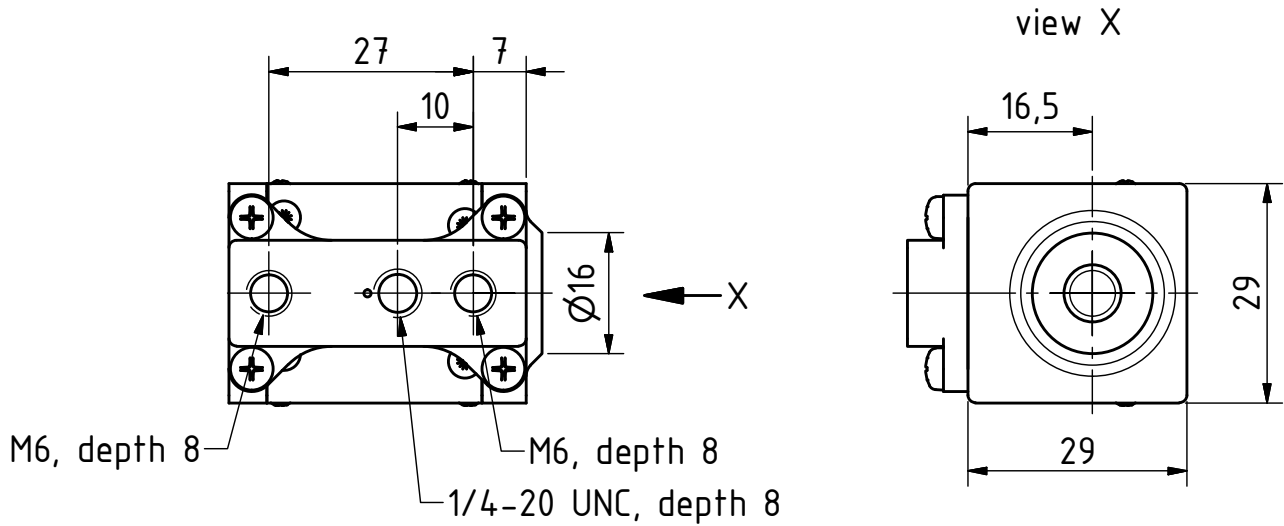 view X
27
7
10
16,5
Ø16
X
29
M6, depth 8
M6, depth 8
29
1/4-20 UNC, depth 8